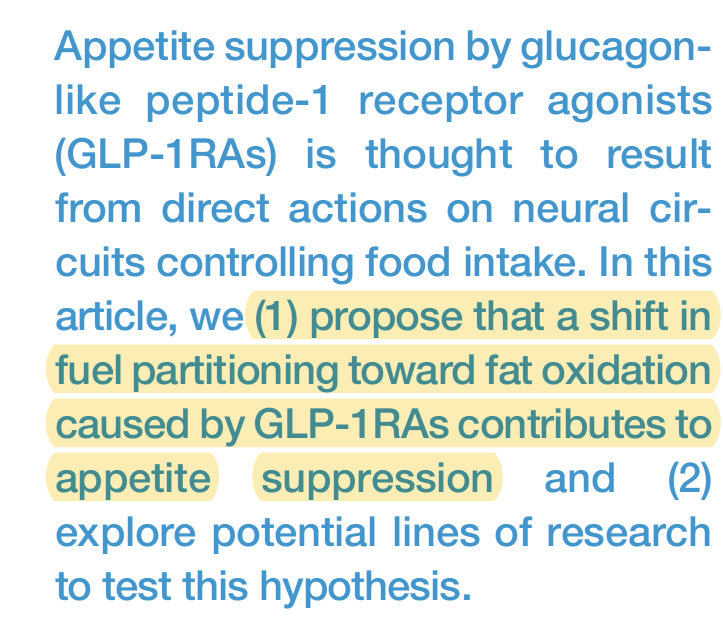 Appetite suppression by glucagon-
like peptide-1 receptor agonists
(GLP-1RAs) is thought to result
from direct actions on neural cir-
cuits controlling food intake. In this
article, we (1) propose that a shift in
fuel partitioning toward fat oxidation
caused by GLP-1RAs contributes to
appetite suppression and (2)
explore potential lines of research
to test this hypothesis.